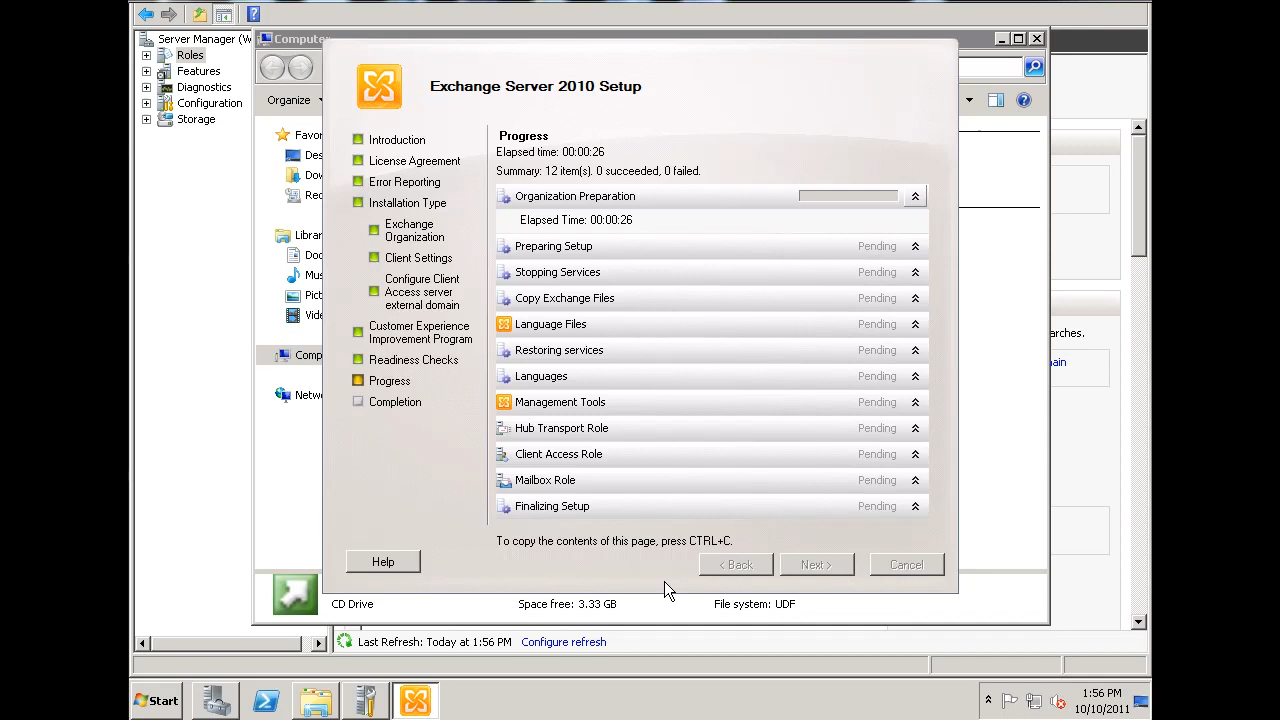 Server Manager (W
Roles
Features
Diagnostics
Configuration
Storage
Computer
Organize
Favor
Des
Dow
Rec
Librar
Doc
Mus
Pict
Vide
Comp
Netwo
Exchange Server 2010 Setup
Introduction
License Agreement
Error Reporting
Installation Type
Exchange
Organization
Client Settings
Configure Client
Access server
external domain
Customer Experience
Improvement Program
Readiness Checks
Progress
Completion
Progress
Elapsed time: 00:00:26
Summary: 12 item(s). 0 succeeded, 0 failed.
Organization Preparation
Elapsed Time: 00:00:26
Preparing Setup Pending
Stopping Services Pending
Copy Exchange Files Pending
Language Files Pending
Restoring services Pending
Languages Pending
Management Tools Pending
Hub Transport Role Pending
Client Access Role Pending
Mailbox Role Pending
Finalizing Setup Pending
To copy the contents of this page, press CTRL+C.
Help
< Back
Next >
Cancel
arches.
ain
CD Drive Space free: 3.33 GB File system: UDF
Last Refresh: Today at 1:56 PM Configure refresh
Start
1:56 PM
10/10/2011